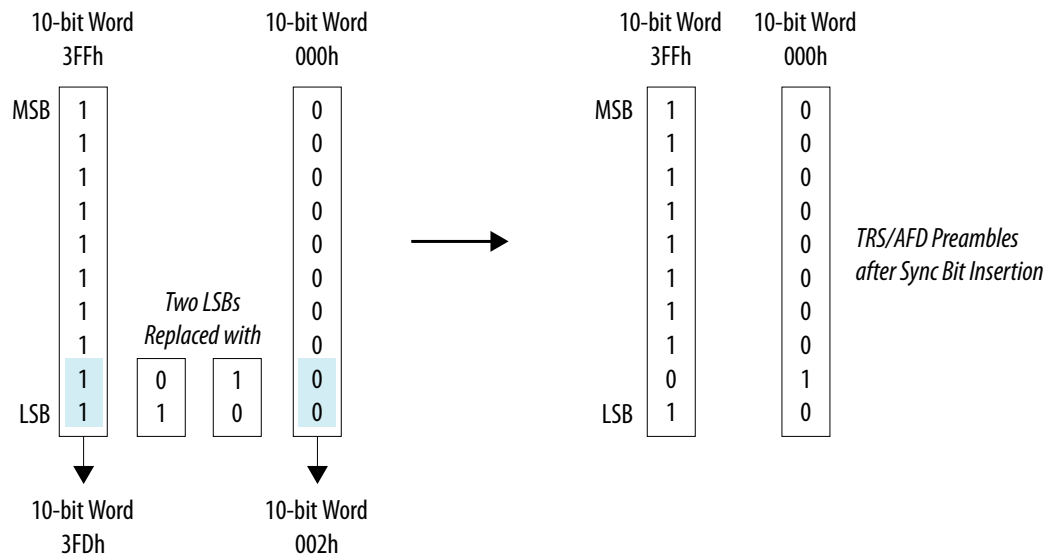 10-bit Word 10-bit Word 10-bit Word 10-bit Word
3FFh 000h 3FFh 000h
MSB 1 0 MSB 1 0
1 0 1 0
1 0 1 0
1 0 1 0
1 0 1 0
1 0 1 0
1 0 1 0
1 0 1 0
1 0 1 0 0 1
LSB 1 1 0 0 LSB 1 0
Two LSBs
Replaced with
TRS/AFD Preambles
after Sync Bit Insertion
10-bit Word 10-bit Word
3FDh 002h